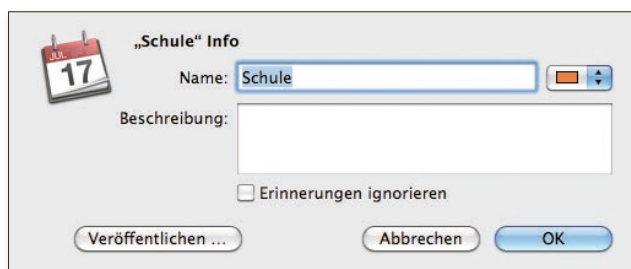 „Schule“ Info
JUL
17
Name: Schule
Beschreibung:
Erinnerungen ignorieren
Veröffentlichen ... Abbrechen OK